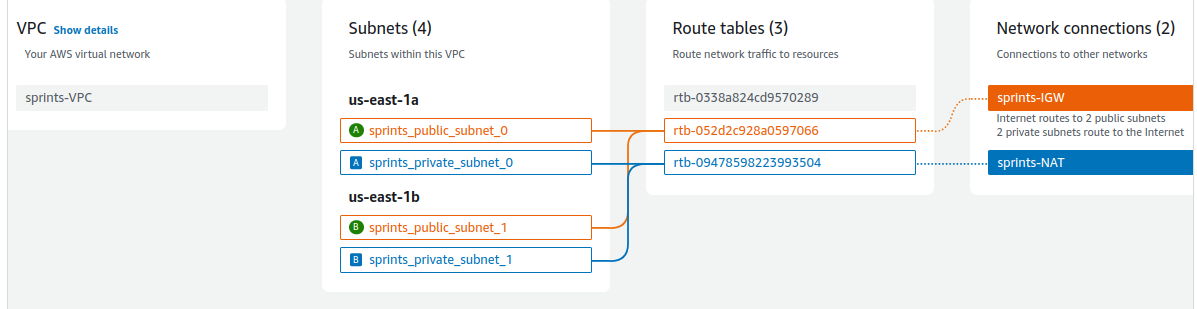 VPC Show details
Your AWS virtual network
sprints-VPC
Subnets (4)
Subnets within this VPC
us-east-1a
A sprints_public_subnet_0
A sprints_private_subnet_0
us-east-1b
B sprints_public_subnet_1
B sprints_private_subnet_1
Route tables (3)
Route network traffic to resources
rtb-0338a824cd9570289
rtb-052d2c928a0597066
rtb-09478598223993504
Network connections (2)
Connections to other networks
sprints-IGW
Internet routes to 2 public subnets
2 private subnets route to the Internet
sprints-NAT